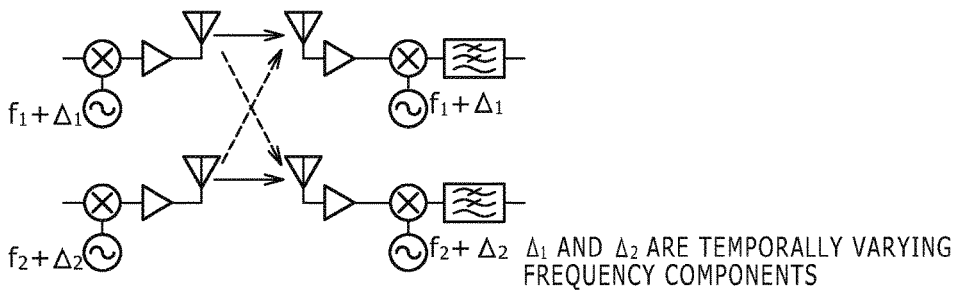 f₁+Δ₁
f₁+Δ₁
f₂+Δ₂
f₂+Δ₂
Δ₁ AND Δ₂ ARE TEMPORALLY VARYING
FREQUENCY COMPONENTS